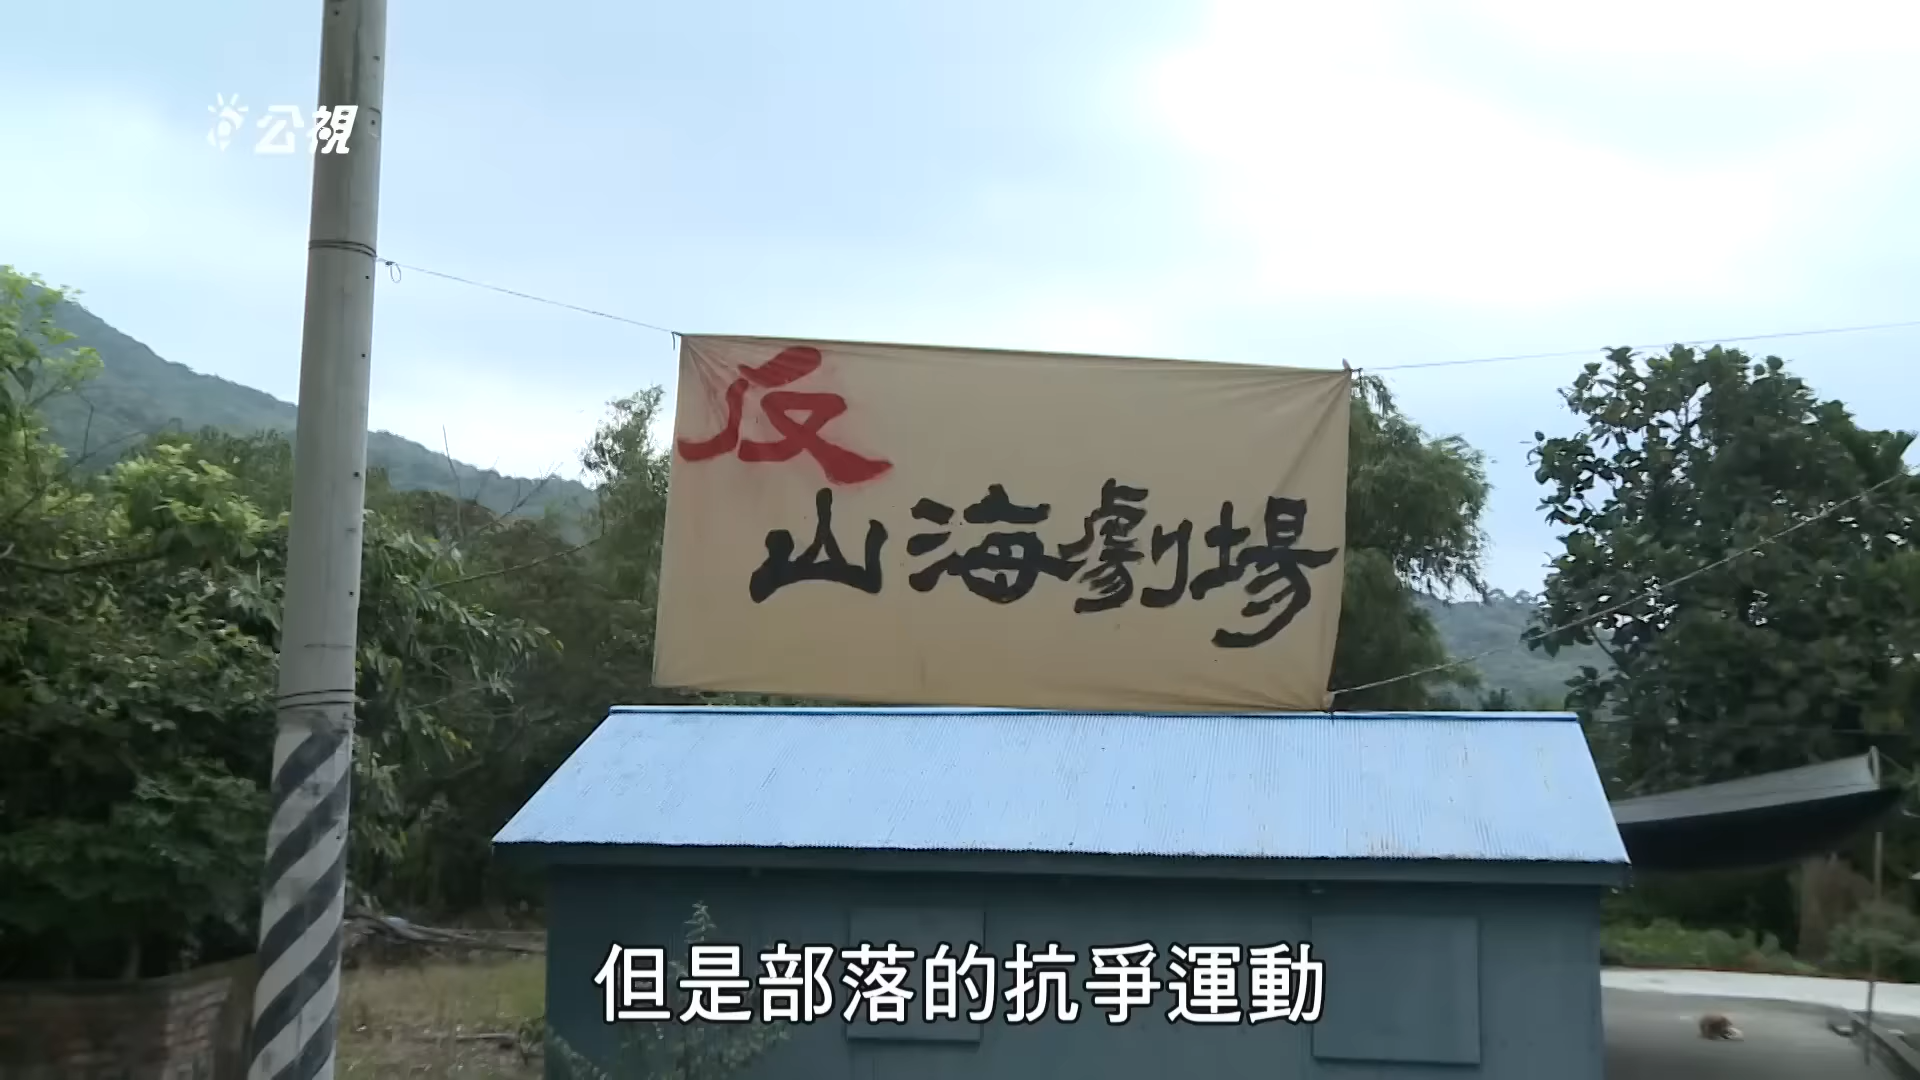 公視
反
山海劇場
但是部落的抗爭運動